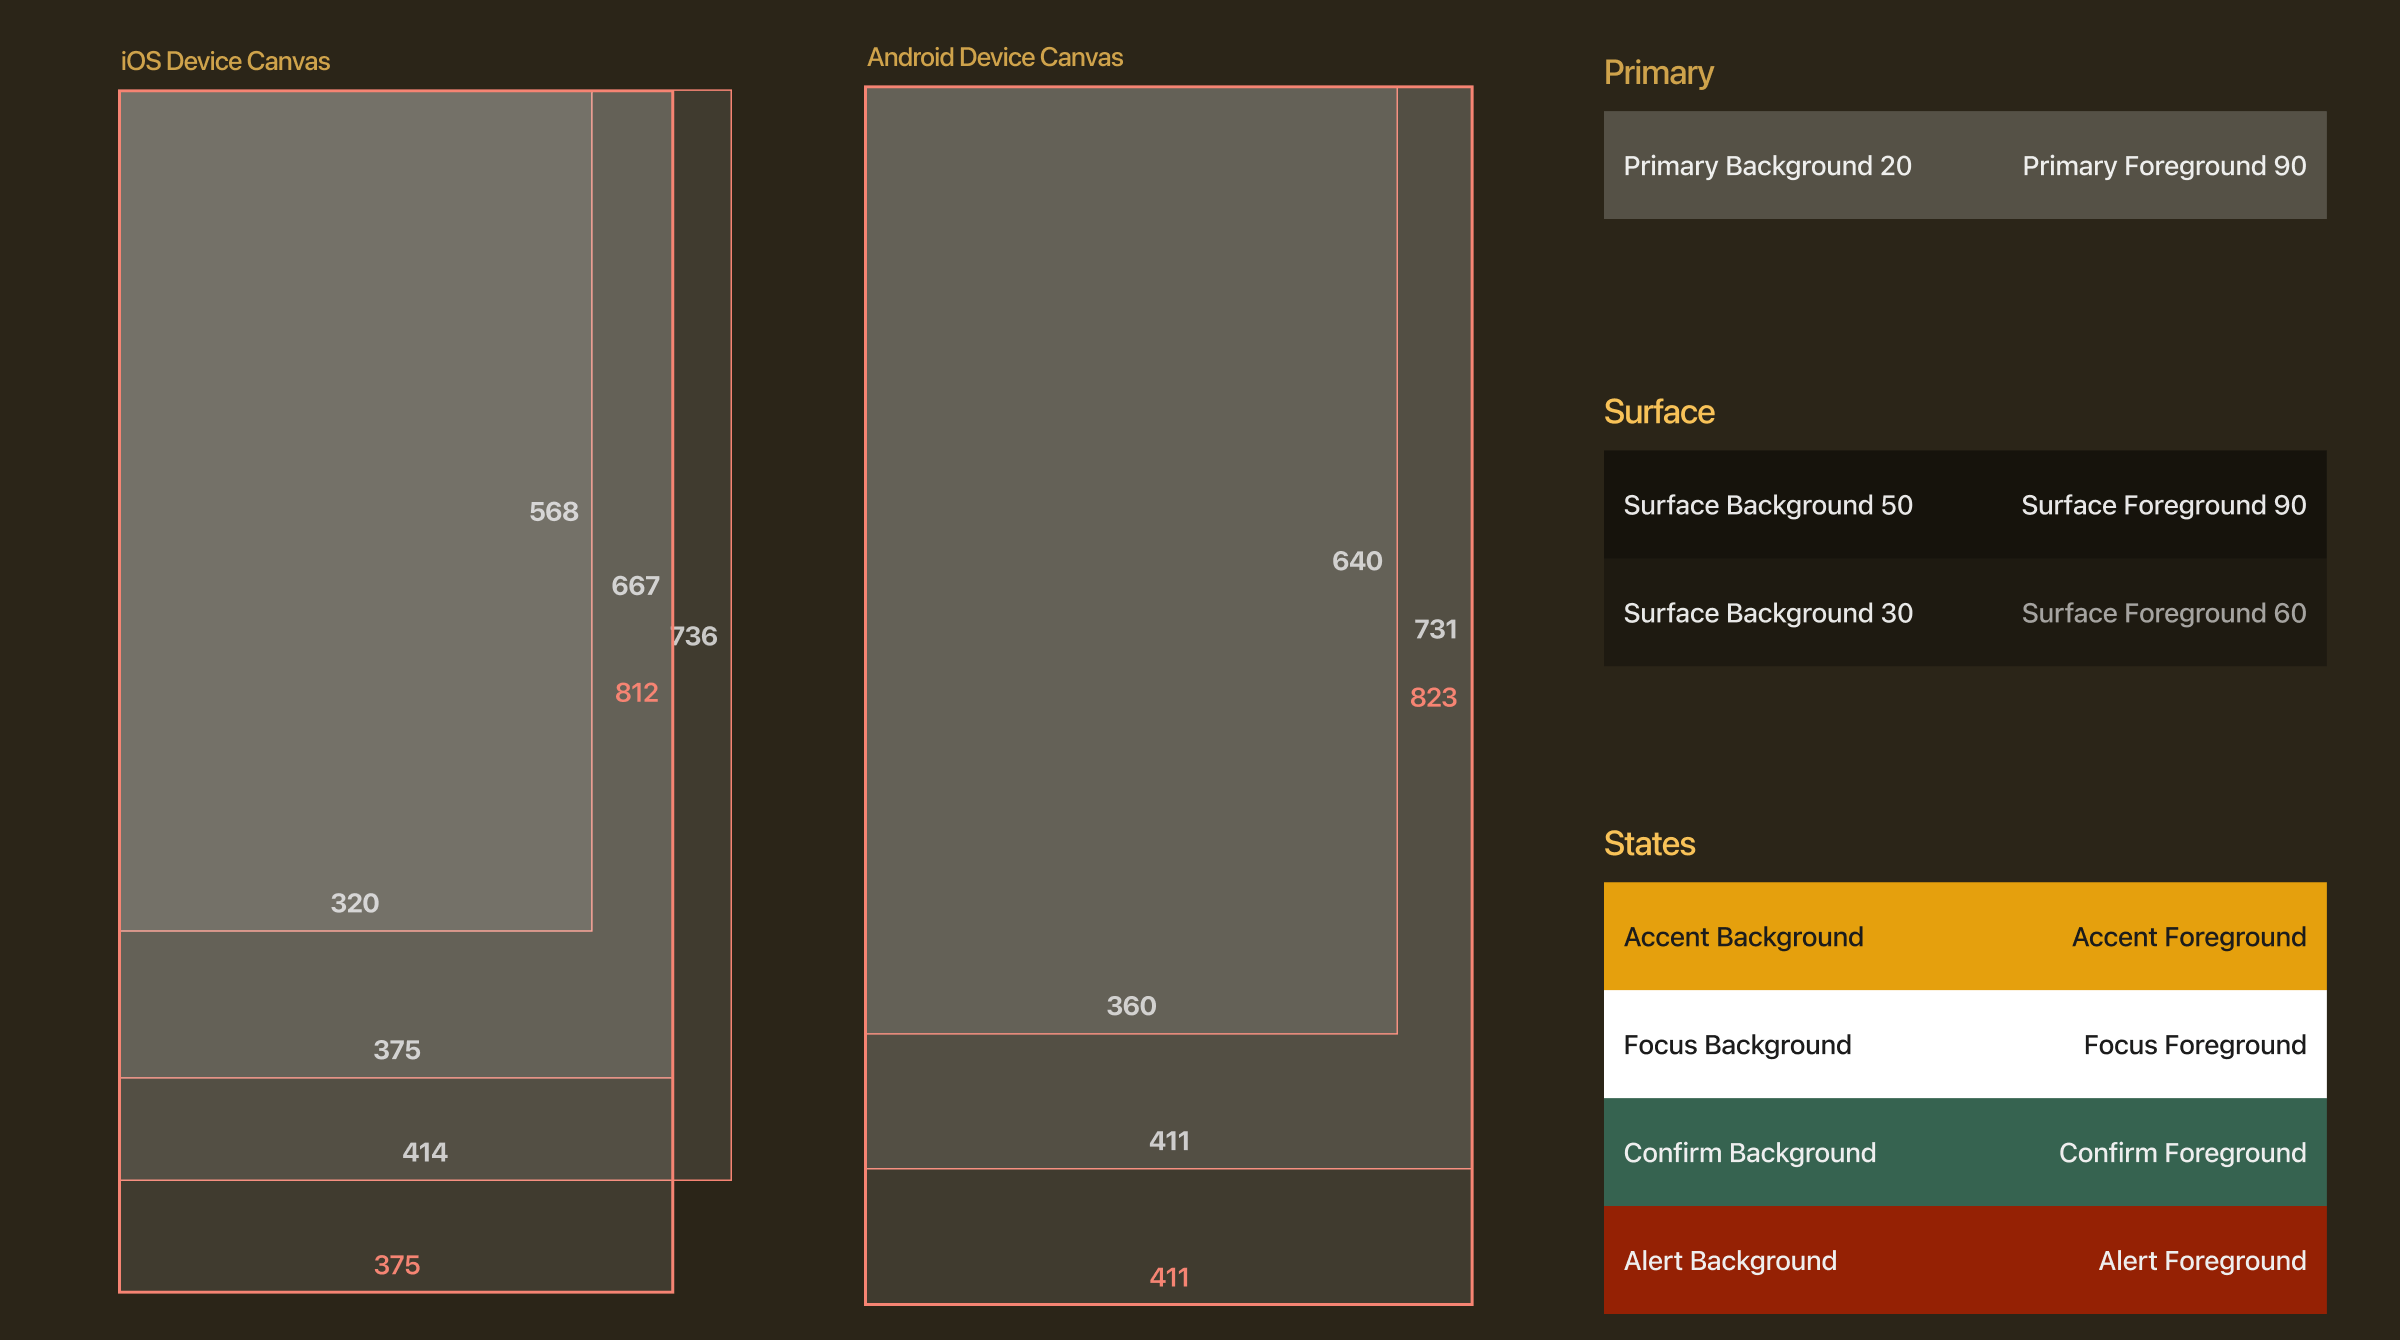 iOS Device Canvas
568
667
736
812
320
375
414
375
Android Device Canvas
640
731
823
360
411
411
Primary
Primary Background 20 Primary Foreground 90
Surface
Surface Background 50 Surface Foreground 90
Surface Background 30 Surface Foreground 60
States
Accent Background Accent Foreground
Focus Background Focus Foreground
Confirm Background Confirm Foreground
Alert Background Alert Foreground